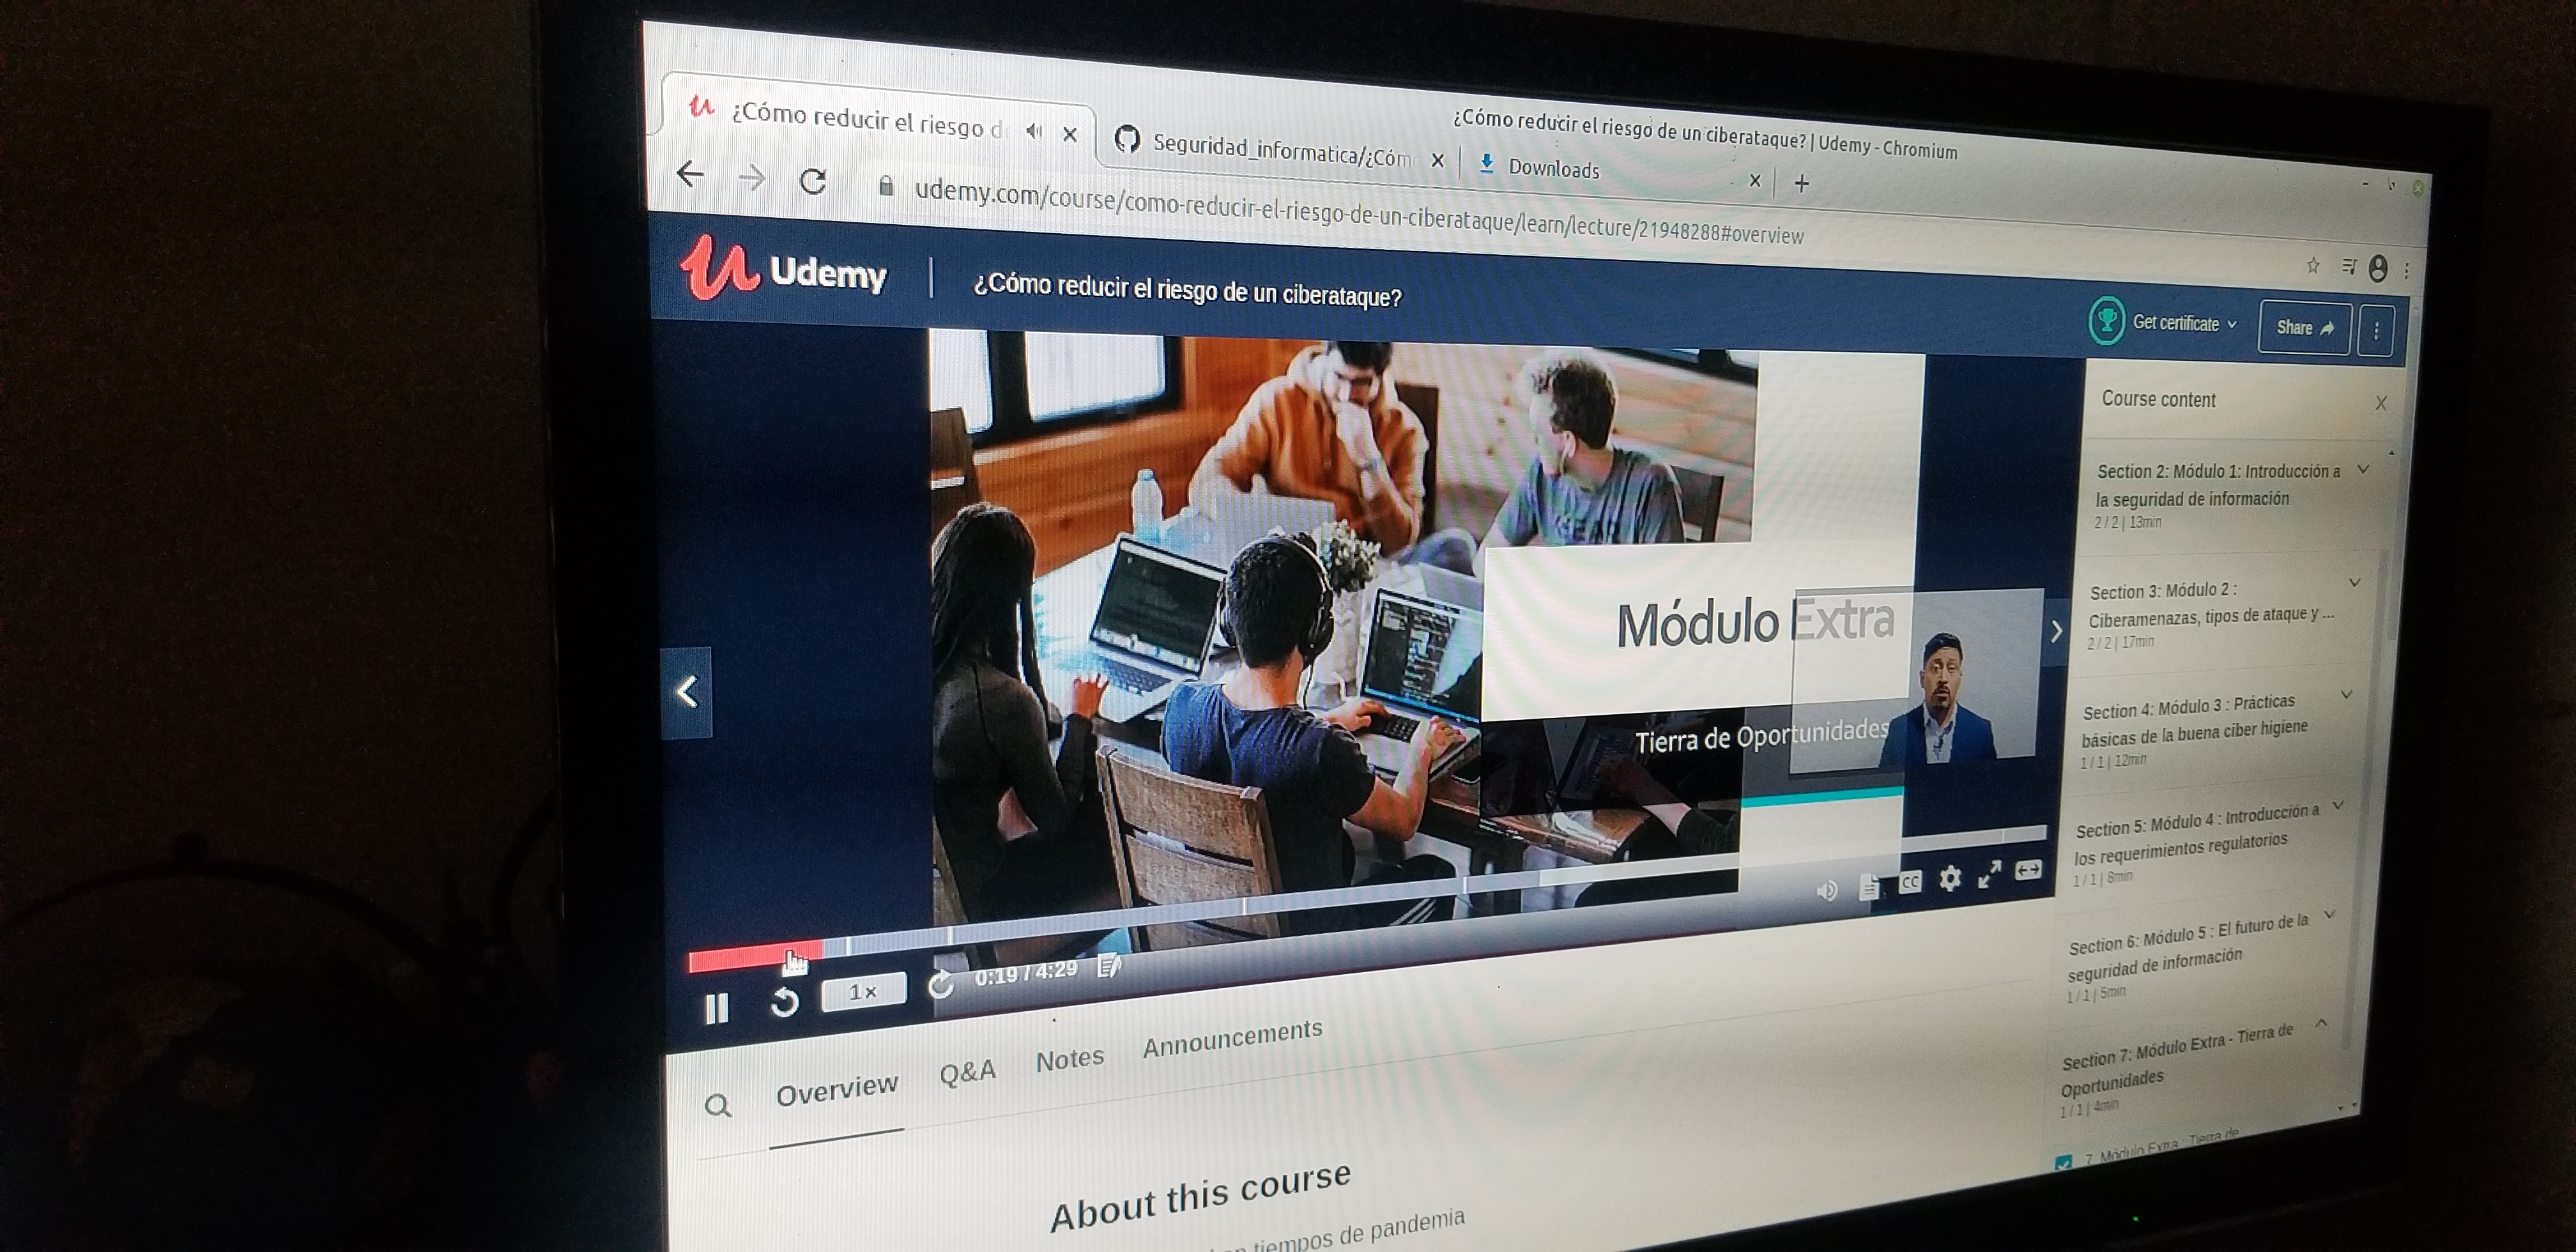 ¿Cómo reducir el riesgo de un ciberataque? | Udemy - Chromium
¿Cómo reducir el riesgo d
Seguridad_informatica/¿Cóm
Downloads
udemy.com/course/como-reducir-el-riesgo-de-un-ciberataque/learn/lecture/21948288#overview
Udemy
¿Cómo reducir el riesgo de un ciberataque?
Get certificate
Share
Módulo Extra
Tierra de Oportunidades
1x
0:19 / 4:29
CC
Overview
Q&A
Notes
Announcements
About this course
tiempos de pandemia
Course content
Section 2: Módulo 1: Introducción a
la seguridad de información
2 / 2 | 13min
Section 3: Módulo 2 :
Ciberamenazas, tipos de ataque y ...
2 / 2 | 17min
Section 4: Módulo 3 : Prácticas
básicas de la buena ciber higiene
1 / 1 | 12min
Section 5: Módulo 4 : Introducción a
los requerimientos regulatorios
1 / 1 | 8min
Section 6: Módulo 5 : El futuro de la
seguridad de información
1 / 1 | 5min
Section 7: Módulo Extra - Tierra de
Oportunidades
1 / 1 | 4min
7. Módulo Extra : Tierra de